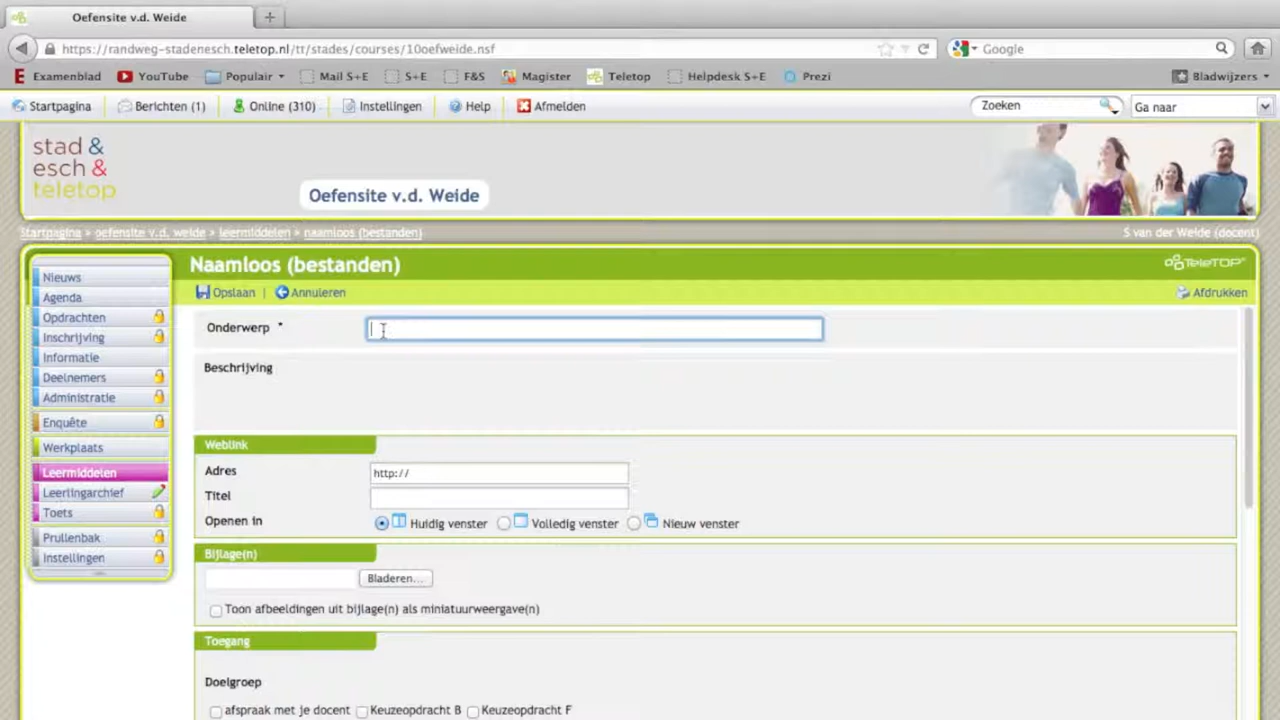 Oefensite v.d. Weide
https://randweg-stadenesch.teletop.nl/tt/stades/courses/10oefweide.nsf
Google
Examenblad YouTube Populair Mail S+E S+E F&S Magister Teletop Helpdesk S+E Prezi Bladwijzers
Startpagina Berichten (1) Online (310) Instellingen Help Afmelden Zoeken Ga naar
stad &
esch &
teletop
Oefensite v.d. Weide
Startpagina » oefensite v.d. weide » leermiddelen » naamloos (bestanden) S van der Weide (docent)
Naamloos (bestanden) TeleTOP
Opslaan | Annuleren Afdrukken
Nieuws
Agenda
Opdrachten
Inschrijving
Informatie
Deelnemers
Administratie
Enquête
Werkplaats
Leermiddelen
Leerlingarchief
Toets
Prullenbak
Instellingen
Onderwerp *
Beschrijving
Weblink
Adres http://
Titel
Openen in Huidig venster Volledig venster Nieuw venster
Bijlage(n)
Bladeren...
Toon afbeeldingen uit bijlage(n) als miniatuurweergave(n)
Toegang
Doelgroep
afspraak met je docent Keuzeopdracht B Keuzeopdracht F